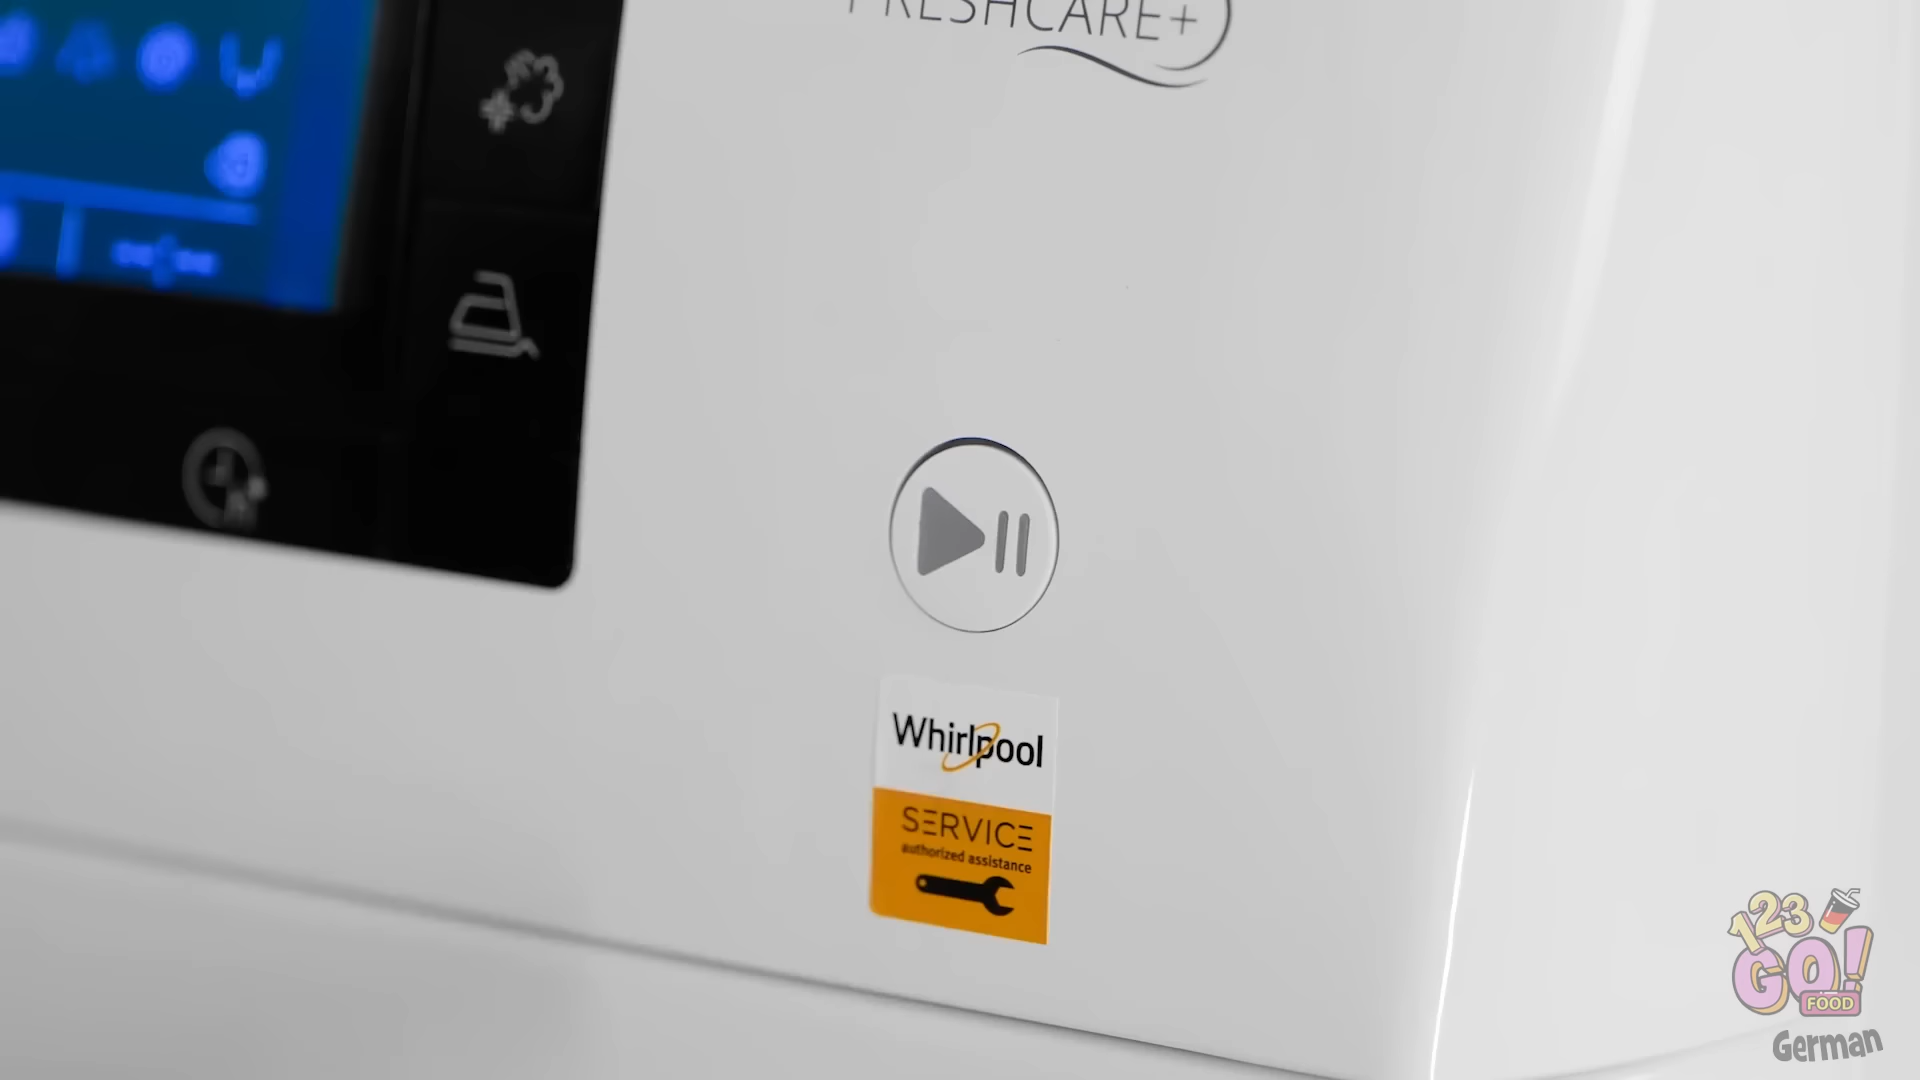 FRESHCARE+
Whirlpool
SERVICE
authorized assistance
123
GO!
FOOD
German